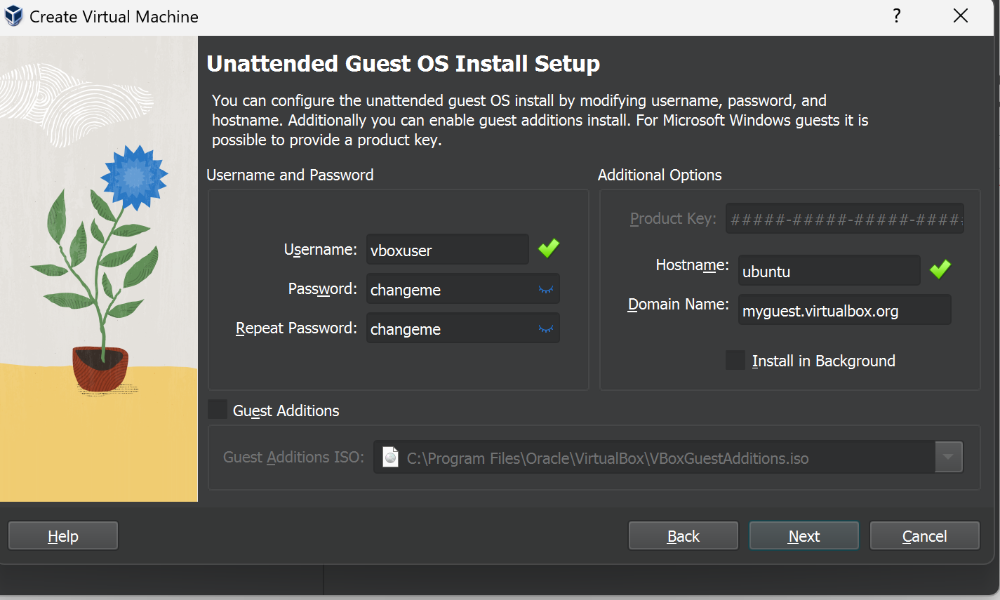 Create Virtual Machine
?
Unattended Guest OS Install Setup
You can configure the unattended guest OS install by modifying username, password, and
hostname. Additionally you can enable guest additions install. For Microsoft Windows guests it is
possible to provide a product key.
Username and Password
Username: vboxuser
Password: changeme
Repeat Password: changeme
Additional Options
Product Key: #####-#####-#####-####
Hostname: ubuntu
Domain Name: myguest.virtualbox.org
Install in Background
Guest Additions
Guest Additions ISO: C:\Program Files\Oracle\VirtualBox\VBoxGuestAdditions.iso
Help
Back
Next
Cancel